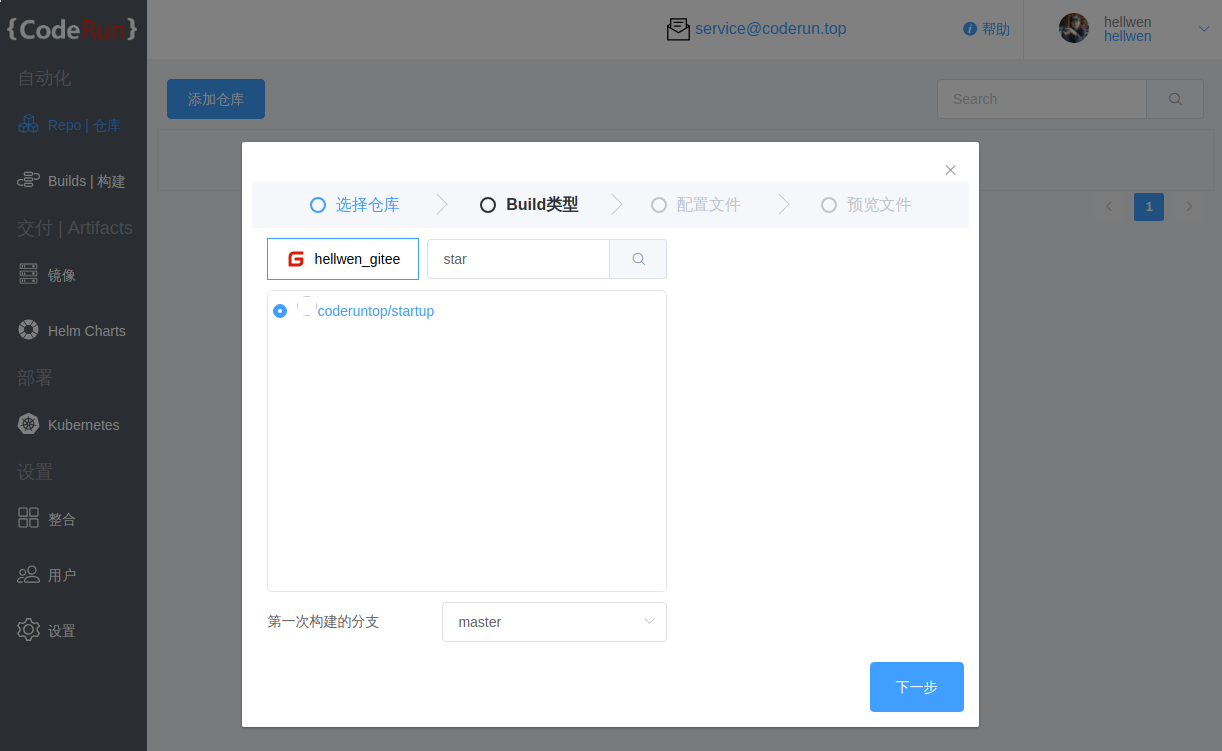 {CodeRun}
service@coderun.top
帮助
hellwen
hellwen
自动化
Repo | 仓库
Builds | 构建
交付 | Artifacts
镜像
Helm Charts
部署
Kubernetes
设置
整合
用户
设置
添加仓库
Search
1
选择仓库
Build类型
配置文件
预览文件
hellwen_gitee
star
coderuntop/startup
第一次构建的分支
master
下一步